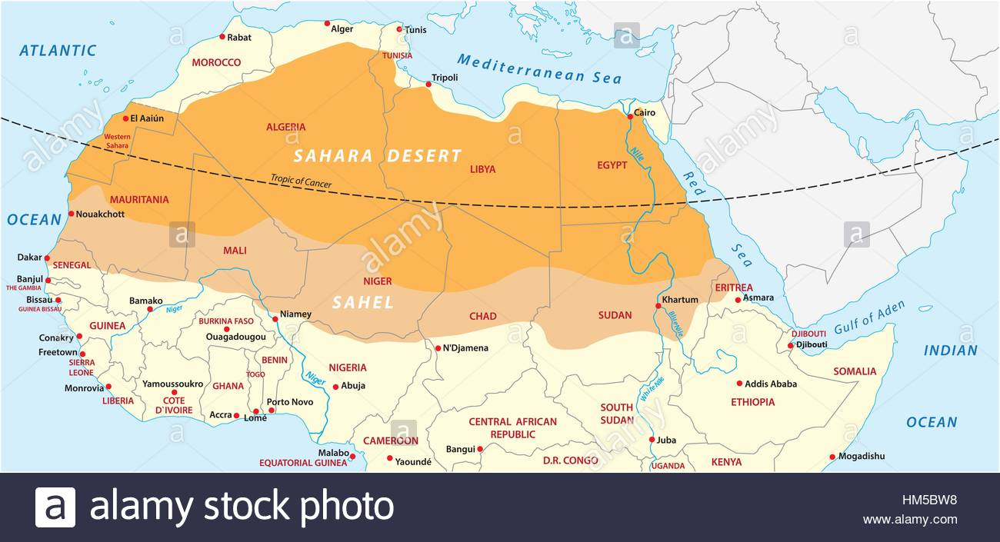 Alger
Tunis
Rabat
ATLANTIC
MOROCCO
TUNISIA
Mediterranean Sea
Tripoli
Cairo
El Aaiún
ALGERIA
Western
Sahara
SAHARA DESERT
LIBYA
EGYPT
Nile
Red
Sea
Tropic of Cancer
MAURITANIA
Nouakchott
OCEAN
MALI
Dakar
SENEGAL
Banjul
THE GAMBIA
Bissau
GUINEA BISSAU
NIGER
SAHEL
ERITREA
Asmara
Khartum
Bamako
Niger
Niamey
CHAD
SUDAN
Blue Nile
Gulf of Aden
GUINEA
BURKINA FASO
Ouagadougou
Conakry
Freetown
SIERRA
LEONE
DJIBOUTI
Djibouti
N'Djamena
INDIAN
BENIN
TOGO
NIGERIA
Niger
Abuja
SOMALIA
Monrovia
LIBERIA
Yamoussoukro
COTE
D`IVOIRE
GHANA
Porto Novo
Accra
Lomé
White Nile
Addis Ababa
ETHIOPIA
SOUTH
SUDAN
CENTRAL AFRICAN
REPUBLIC
OCEAN
CAMEROON
Malabo
EQUATORIAL GUINEA
Yaoundé
Bangui
D.R. CONGO
Juba
UGANDA
KENYA
Mogadishu
a
a
a
a
alamy
alamy
a
a
a
alamy
a
a
a
a
a
a
alamy
a
a
a
a
a alamy stock photo
HM5BW8
www.alamy.com